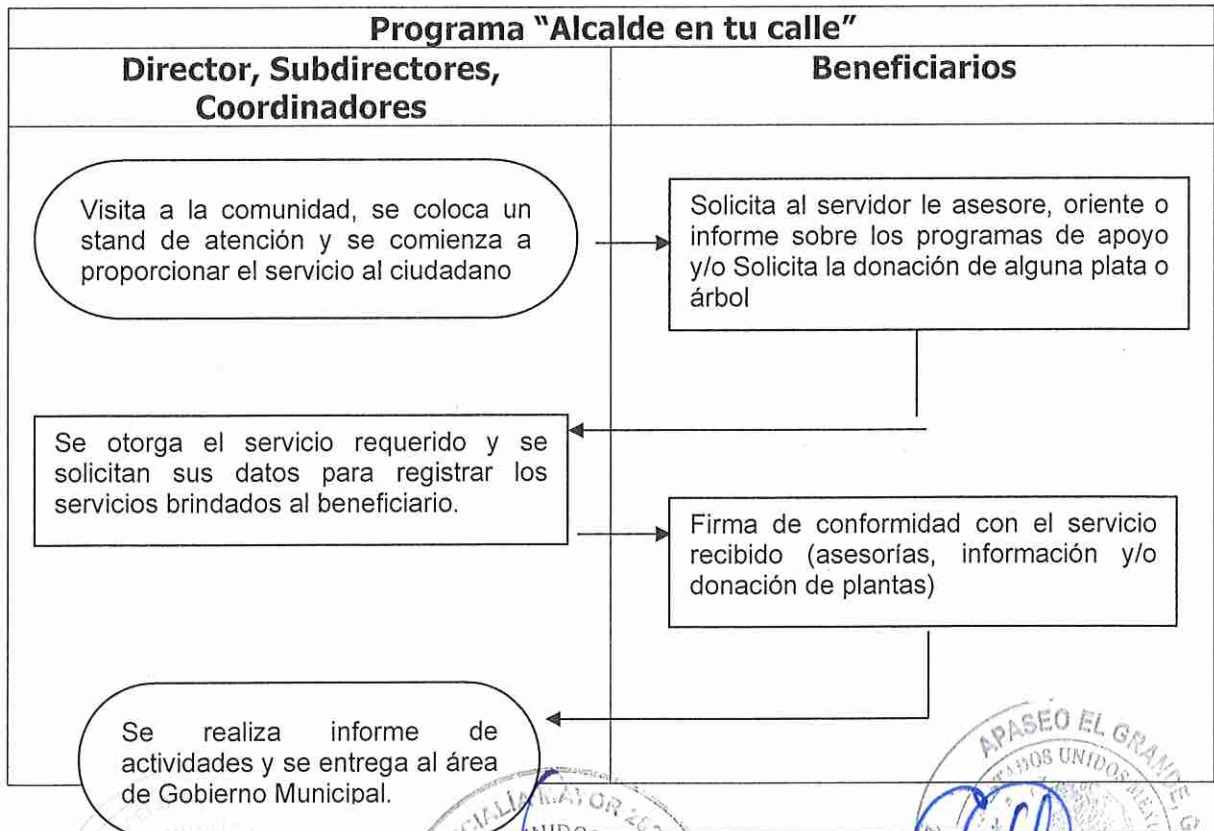 Programa “Alcalde en tu calle”
Director, Subdirectores,
Coordinadores
Beneficiarios
Visita a la comunidad, se coloca un
stand de atención y se comienza a
proporcionar el servicio al ciudadano
Solicita al servidor le asesore, oriente o
informe sobre los programas de apoyo
y/o Solicita la donación de alguna plata o
árbol
Se otorga el servicio requerido y se
solicitan sus datos para registrar los
servicios brindados al beneficiario.
Firma de conformidad con el servicio
recibido (asesorías, información y/o
donación de plantas)
Se realiza informe de
actividades y se entrega al área
de Gobierno Municipal.
APASEO EL GRANDE, G
UNIDOS
MAYOR
UNIDOS